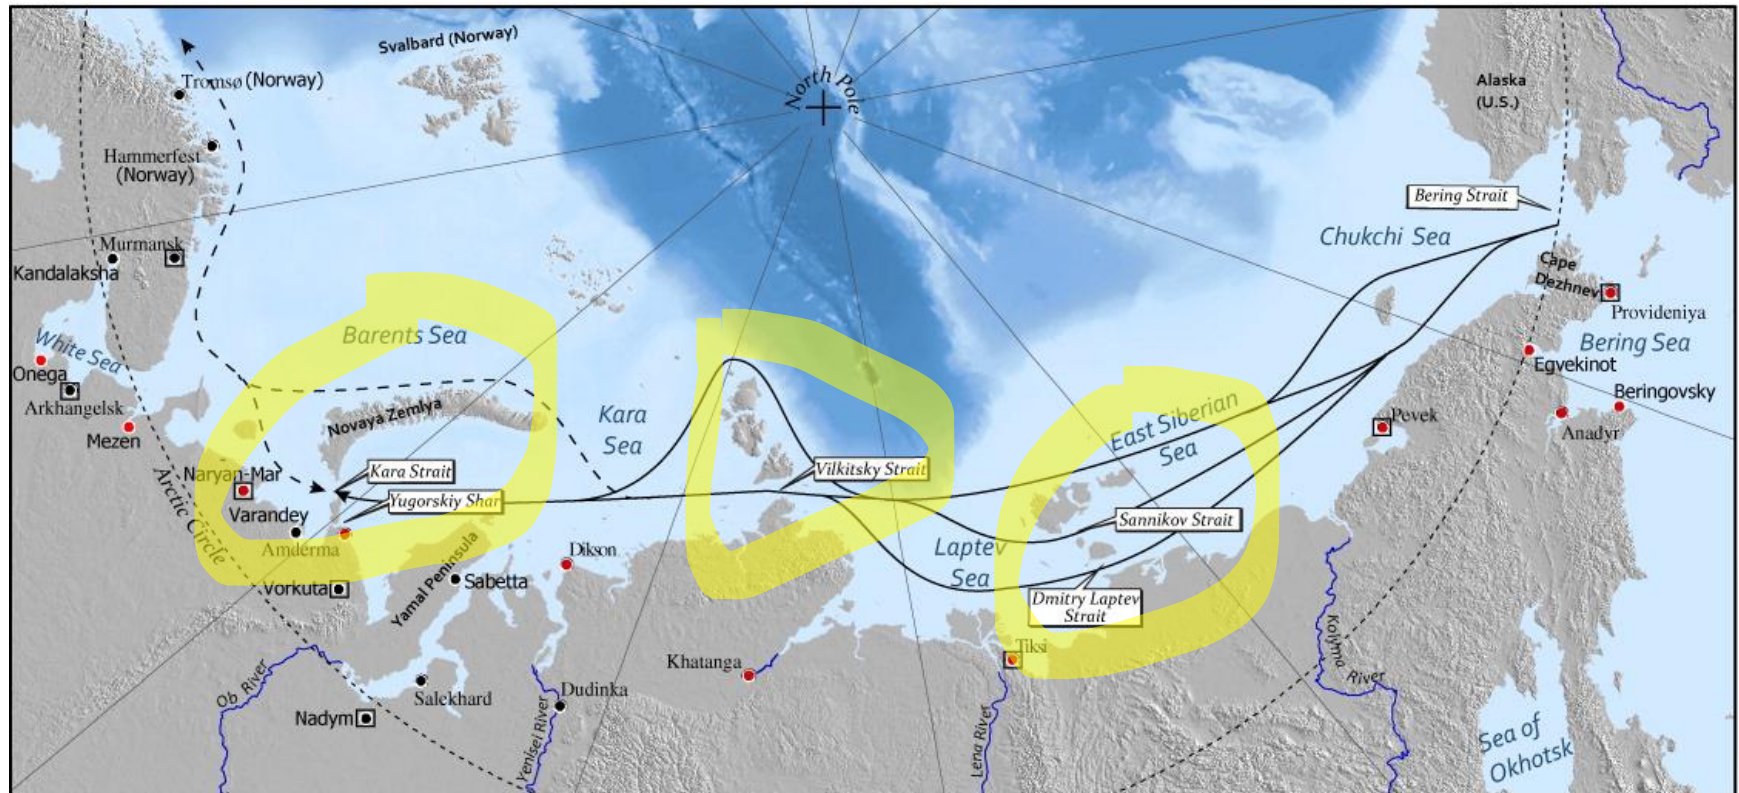 Svalbard (Norway)
North Pole
Tromsø (Norway)
Alaska
(U.S.)
Hammerfest
(Norway)
Bering Strait
Chukchi Sea
Murmansk
Kandalaksha
Cape
Dezhnev
Provideniya
White Sea
Barents Sea
Bering Sea
Onega
Egvekinot
Arkhangelsk
Novaya Zemlya
Kara
Sea
East Siberian
Sea
Pevek
Beringovsky
Mezen
Anadyr
Naryan-Mar
Kara Strait
Vilkitsky Strait
Yugorskiy Shar
Arctic Circle
Varandey
Sannikov Strait
Amderma
Laptev
Sea
Dikson
Yamal Peninsula
Vorkuta
Sabetta
Dmitry Laptev
Strait
Tiksi
Kolyma
River
Khatanga
Ob River
Salekhard
Dudinka
Nadym
Yenisei River
Lena River
Sea of
Okhotsk